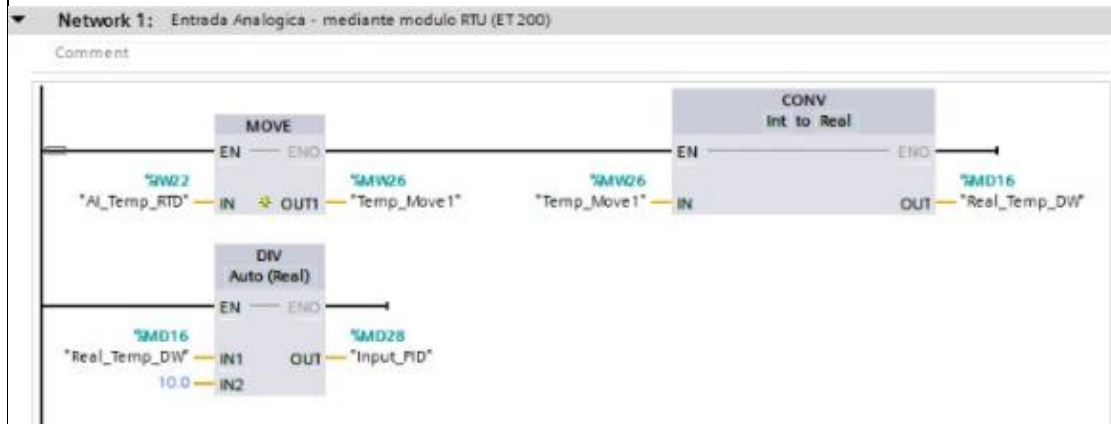 Network 1: Entrada Analogica - mediante modulo RTU (ET 200)
Comment
MOVE
EN ENO
%IW22
"AI_Temp_RTD" IN OUT1
%MW26
"Temp_Move1"
CONV
Int to Real
EN ENO
%MW26
"Temp_Move1" IN OUT
%MD16
"Real_Temp_DW"
DIV
Auto (Real)
EN ENO
%MD16
"Real_Temp_DW" IN1 OUT
%MD28
"Input_PID"
10.0 IN2